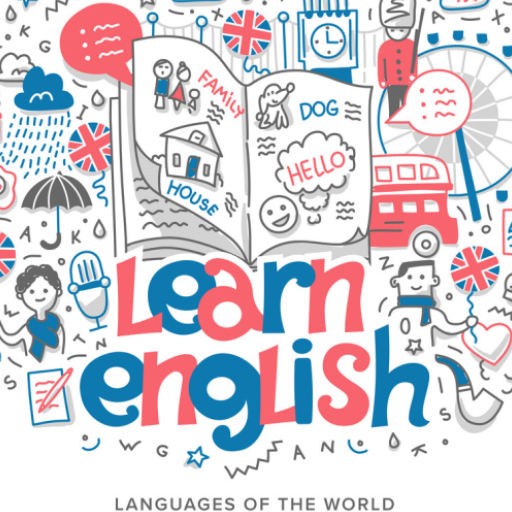 FAMILY
DOG
HELLO
HOUSE
Learn
english
LANGUAGES OF THE WORLD